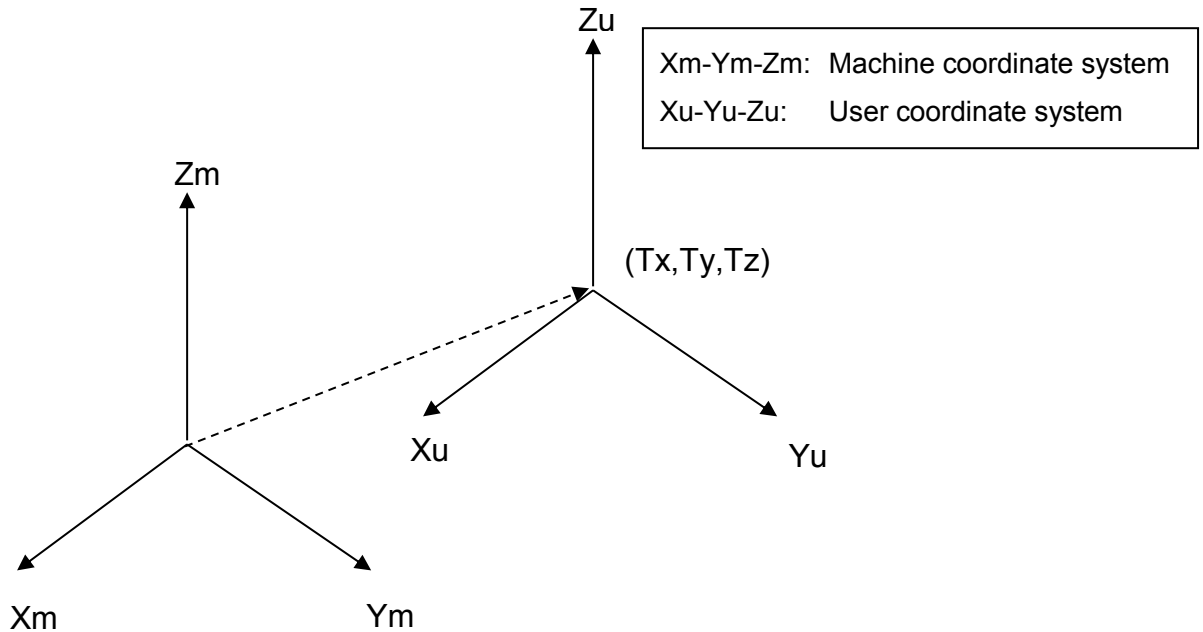 Zu
Xm-Ym-Zm: Machine coordinate system
Xu-Yu-Zu: User coordinate system
Zm
(Tx,Ty,Tz)
Xu
Yu
Xm
Ym